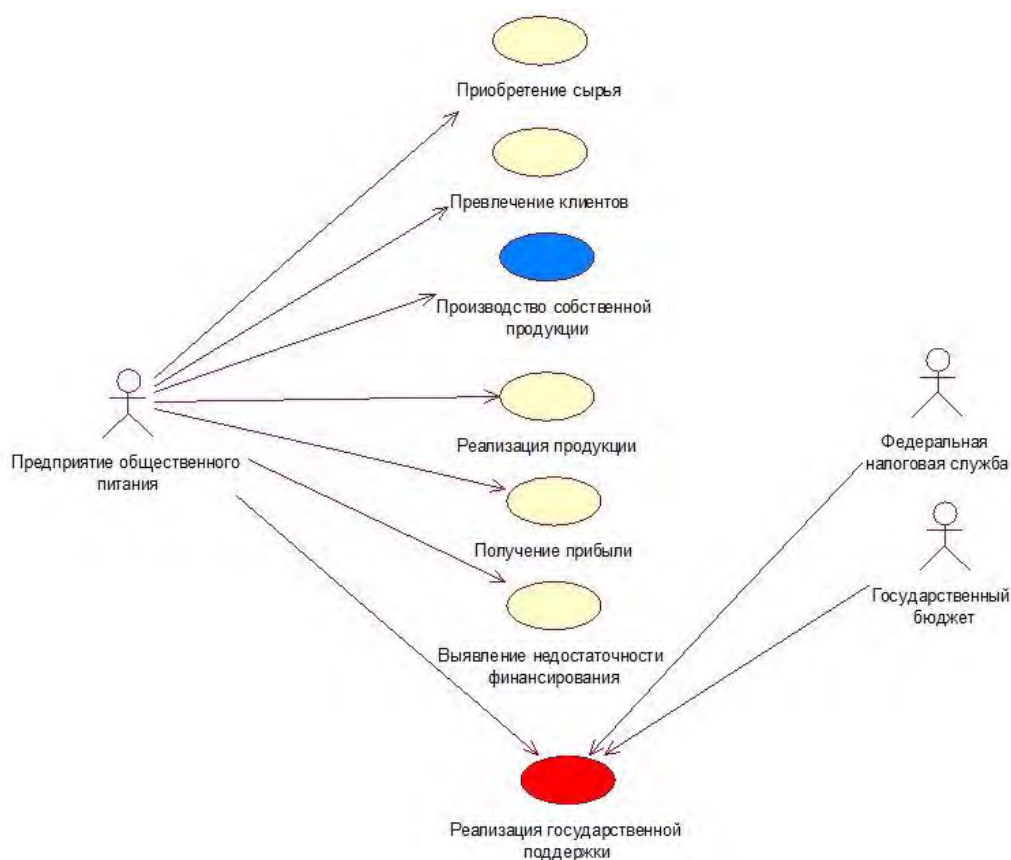 Приобретение сырья
Превлечение клиентов
Производство собственной
продукции
Реализация продукции
Предприятие общественного
питания
Федеральная
налоговая служба
Получение прибыли
Государственный
бюджет
Выявление недостаточности
финансирования
Реализация государственной
поддержки